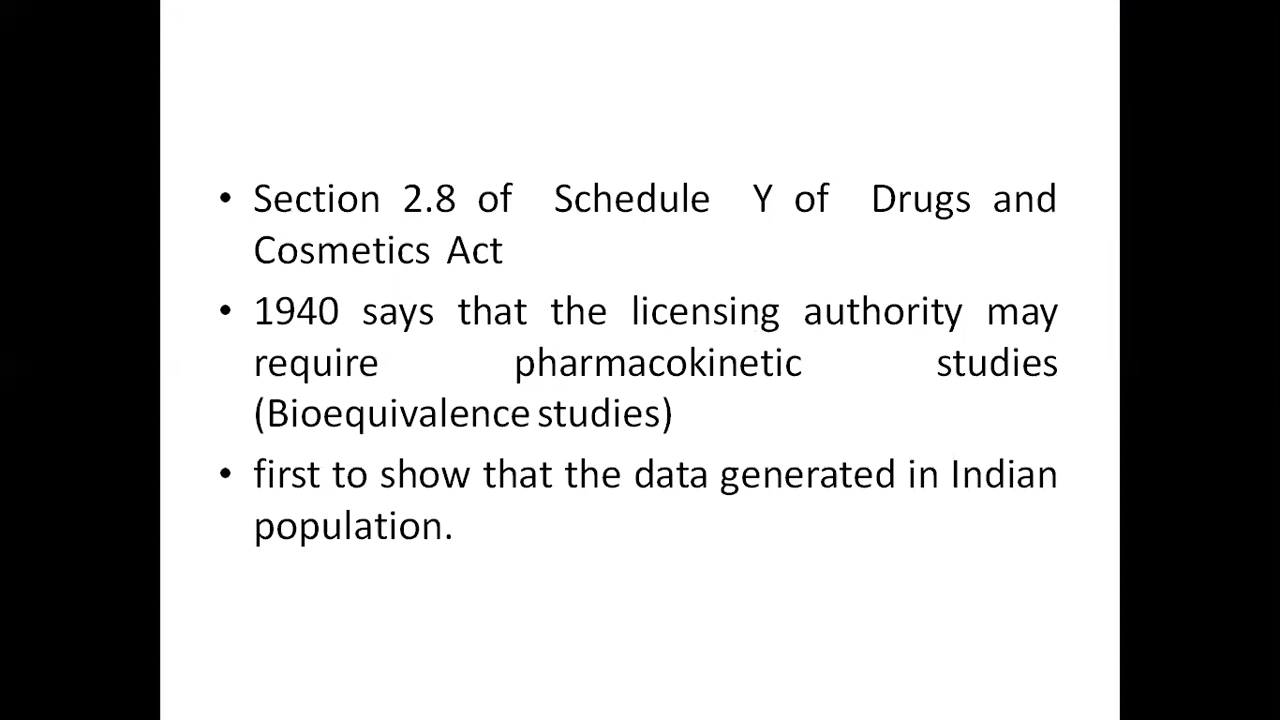 • Section 2.8 of Schedule Y of Drugs and
Cosmetics Act
• 1940 says that the licensing authority may
require pharmacokinetic studies
(Bioequivalence studies)
• first to show that the data generated in Indian
population.